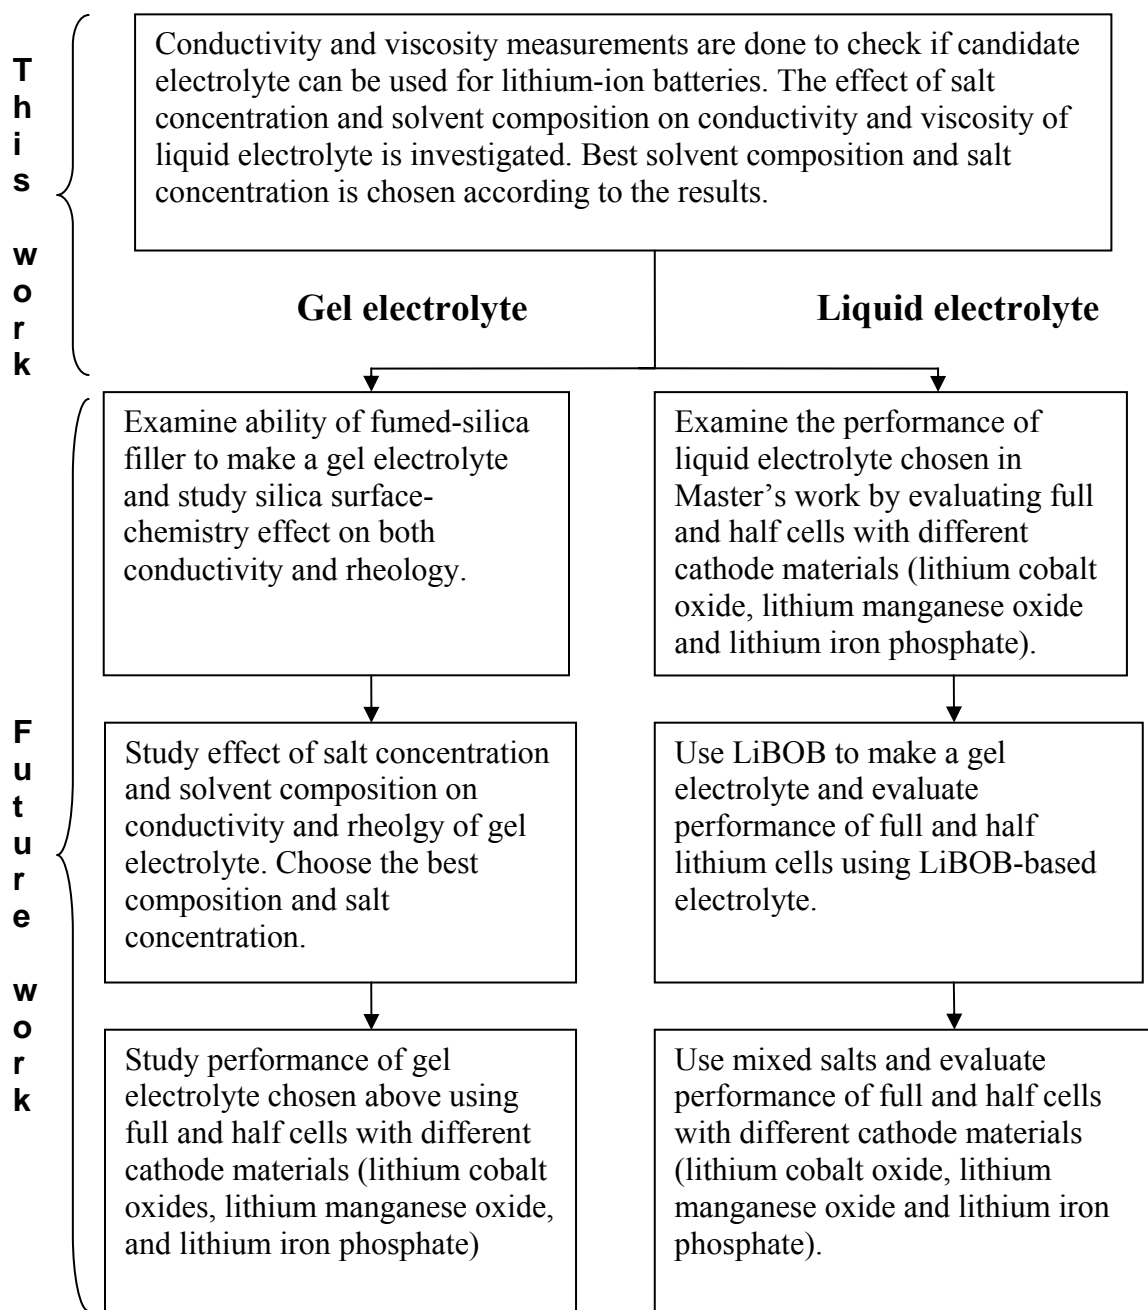 This work
Conductivity and viscosity measurements are done to check if candidate
electrolyte can be used for lithium-ion batteries. The effect of salt
concentration and solvent composition on conductivity and viscosity of
liquid electrolyte is investigated. Best solvent composition and salt
concentration is chosen according to the results.
Gel electrolyte
Liquid electrolyte
Future work
Examine ability of fumed-silica
filler to make a gel electrolyte
and study silica surface-
chemistry effect on both
conductivity and rheology.
Study effect of salt concentration
and solvent composition on
conductivity and rheolgy of gel
electrolyte. Choose the best
composition and salt
concentration.
Study performance of gel
electrolyte chosen above using
full and half cells with different
cathode materials (lithium cobalt
oxides, lithium manganese oxide,
and lithium iron phosphate)
Examine the performance of
liquid electrolyte chosen in
Master’s work by evaluating full
and half cells with different
cathode materials (lithium cobalt
oxide, lithium manganese oxide
and lithium iron phosphate).
Use LiBOB to make a gel
electrolyte and evaluate
performance of full and half
lithium cells using LiBOB-based
electrolyte.
Use mixed salts and evaluate
performance of full and half cells
with different cathode materials
(lithium cobalt oxide, lithium
manganese oxide and lithium iron
phosphate).